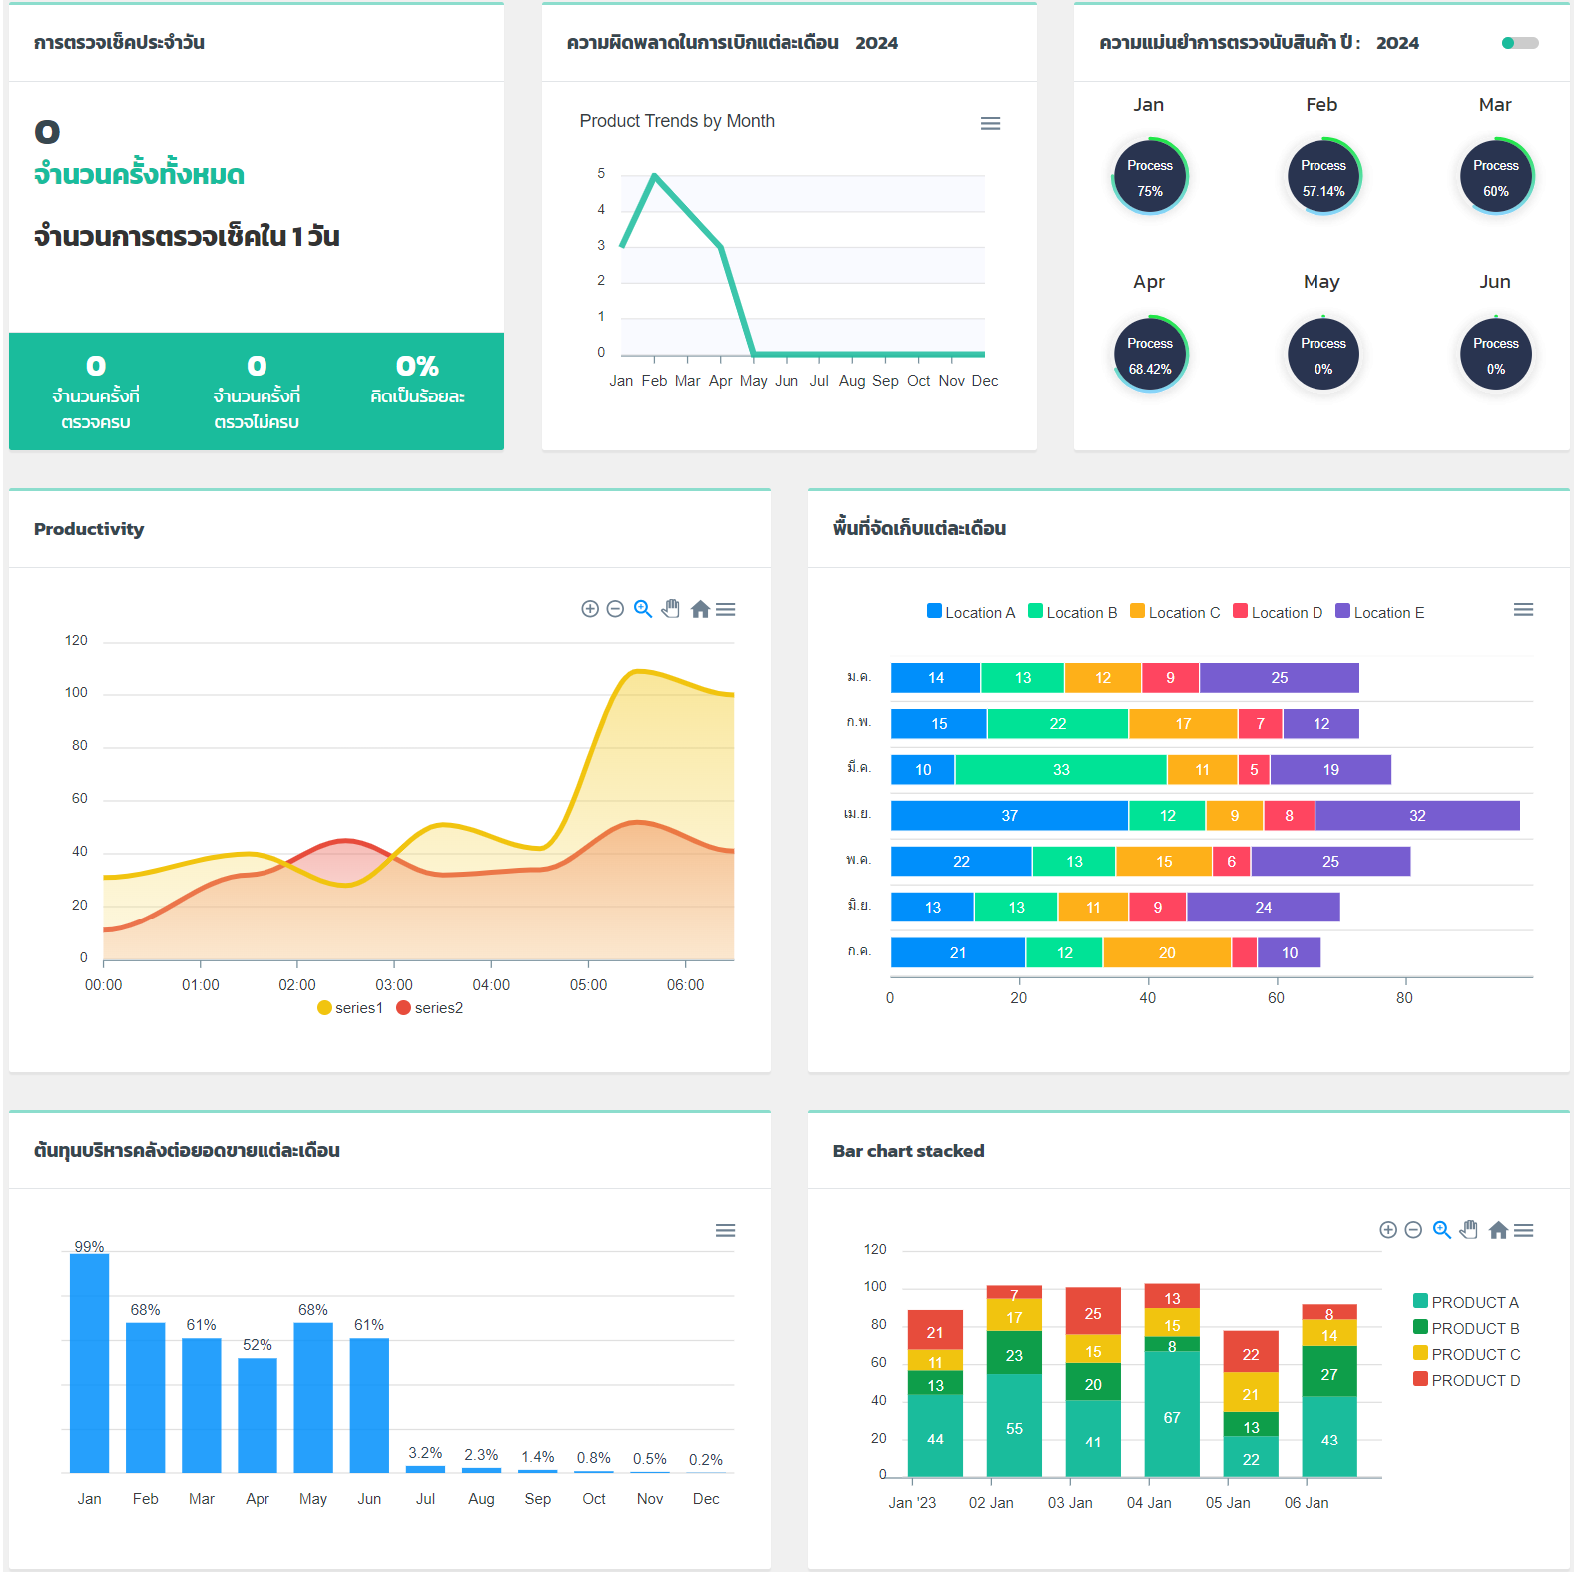 การตรวจเช็คประจำวัน
0
จำนวนครั้งทั้งหมด
จำนวนการตรวจเช็คใน 1 วัน
0
จำนวนครั้งที่
ตรวจครบ
0
จำนวนครั้งที่
ตรวจไม่ครบ
0%
คิดเป็นร้อยละ
ความผิดพลาดในการเบิกแต่ละเดือน 2024
Product Trends by Month
5
4
3
2
1
0
Jan Feb Mar Apr May Jun Jul Aug Sep Oct Nov Dec
ความแม่นยำการตรวจนับสินค้า ปี : 2024
Jan
Process
75%
Feb
Process
57.14%
Mar
Process
60%
Apr
Process
68.42%
May
Process
0%
Jun
Process
0%
Productivity
120
100
80
60
40
20
0
00:00 01:00 02:00 03:00 04:00 05:00 06:00
series1 series2
พื้นที่จัดเก็บแต่ละเดือน
Location A Location B Location C Location D Location E
ม.ค. 14 13 12 9 25
ก.พ. 15 22 17 7 12
มี.ค. 10 33 11 5 19
เม.ย. 37 12 9 8 32
พ.ค. 22 13 15 6 25
มิ.ย. 13 13 11 9 24
ก.ค. 21 12 20 10
0 20 40 60 80
ต้นทุนบริหารคลังต่อยอดขายแต่ละเดือน
99% 68% 61% 52% 68% 61% 3.2% 2.3% 1.4% 0.8% 0.5% 0.2%
Jan Feb Mar Apr May Jun Jul Aug Sep Oct Nov Dec
Bar chart stacked
120
100
80
60
40
20
0
21
11
13
44
7
17
23
55
25
15
20
41
13
15
8
67
22
21
13
22
8
14
27
43
Jan '23 02 Jan 03 Jan 04 Jan 05 Jan 06 Jan
PRODUCT A
PRODUCT B
PRODUCT C
PRODUCT D